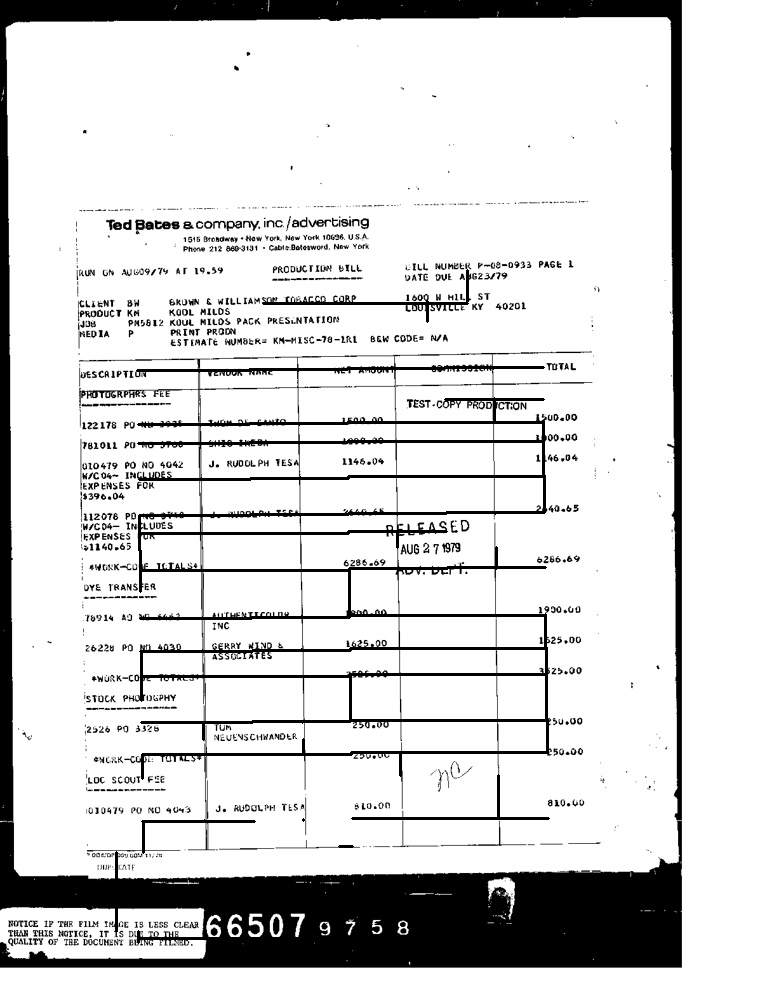 Ted Bates & company, inc./advertising
1515 Broadway • New York, New York 10036, U.S.A.
Phone 212 869-3131 • Cable: Batesword, New York
RUN ON AUG09/79 AT 19.59 PRODUCTION BILL BILL NUMBER P-08-0933 PAGE 1
DATE DUE AUG23/79
CLIENT BW BROWN & WILLIAMSON TOBACCO CORP 1600 W HILL ST
PRODUCT KM KOOL MILDS LOUISVILLE KY 40201
JOB PM5812 KOOL MILDS PACK PRESENTATION
MEDIA P PRINT PRODN
ESTIMATE NUMBER= KM-MISC-78-1R1 B&W CODE= N/A
DESCRIPTION VENDOR NAME NET AMOUNT COMMISSION TOTAL
PHOTOGRPHRS FEE
TEST-COPY PRODUCTION
122178 PO NO THOM DE SANTO 1500.00 1500.00
781011 PO NO 3700 SHIG IKEDA 1000.00 1000.00
010479 PO NO 4042 J. RUDOLPH TESA 1146.04 1146.04
W/C04- INCLUDES
EXPENSES FOR
$396.04
112078 PO NO J. RUDOLPH TESA 2640.65 2640.65
W/C04- INCLUDES
EXPENSES FOR
$1140.65
RELEASED
AUG 27 1979
ADV. DEPT.
*WORK-CODE TOTALS* 6286.69 6286.69
DYE TRANSFER
78914 AO NO AUTHENTICOLOR 1900.00 1900.00
INC
26228 PO NO 4030 GERRY WIND & 1625.00 1625.00
ASSOCIATES
*WORK-CODE TOTALS* 3525.00 3525.00
STOCK PHOTOGPHY
2526 PO 3328 TOM 250.00 250.00
NEUENSCHWANDER
*WORK-CODE TOTALS* 250.00 250.00
LOC SCOUT FEE
010479 PO NO 4043 J. RUDOLPH TESA 810.00 810.00
DUPLICATE
NOTICE IF THE FILM IMAGE IS LESS CLEAR
THAN THIS NOTICE, IT IS DUE TO THE
QUALITY OF THE DOCUMENT BEING FILMED.
66507 9758